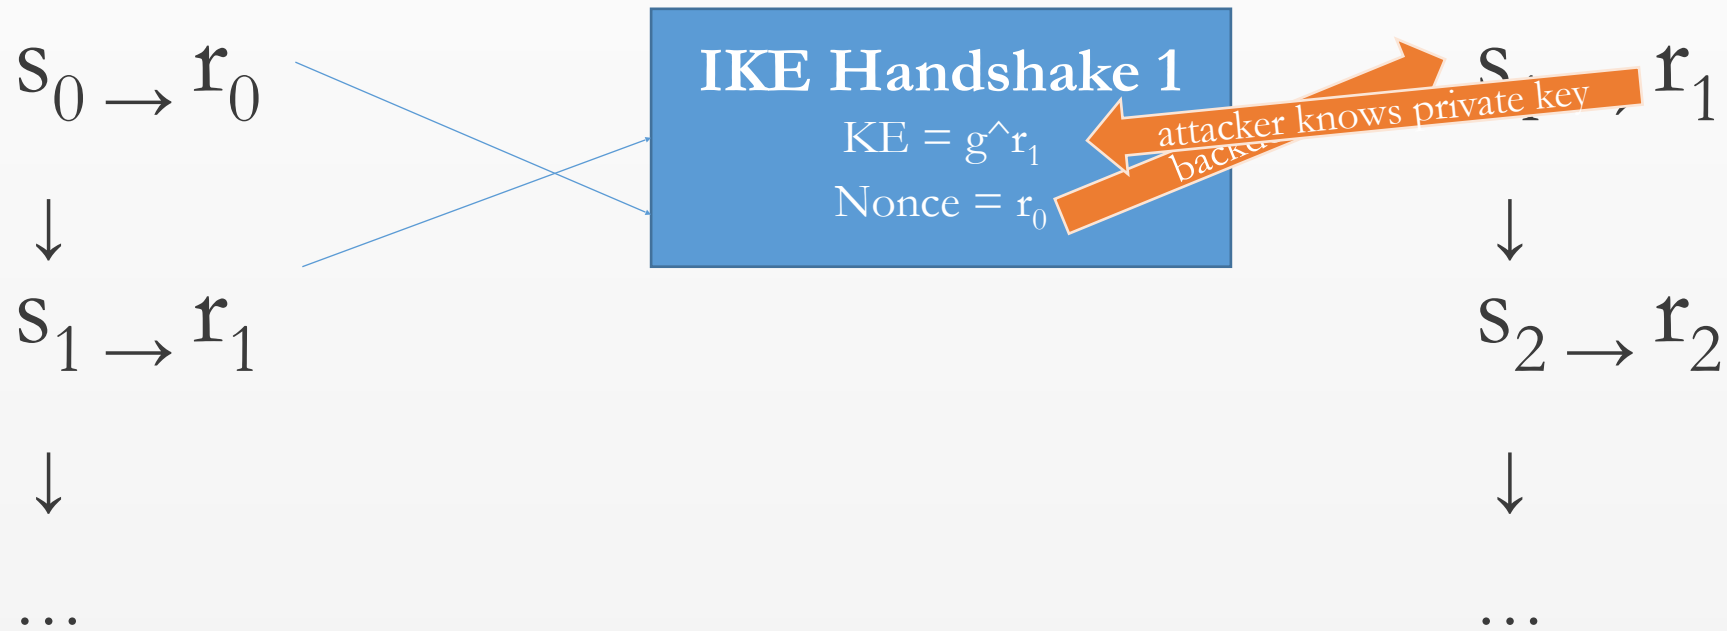 s₀ → r₀
↓
s₁ → r₁
↓
…
IKE Handshake 1
KE = g^r₁
Nonce = r₀
attacker knows private key
r₁
↓
s₂ → r₂
↓
…